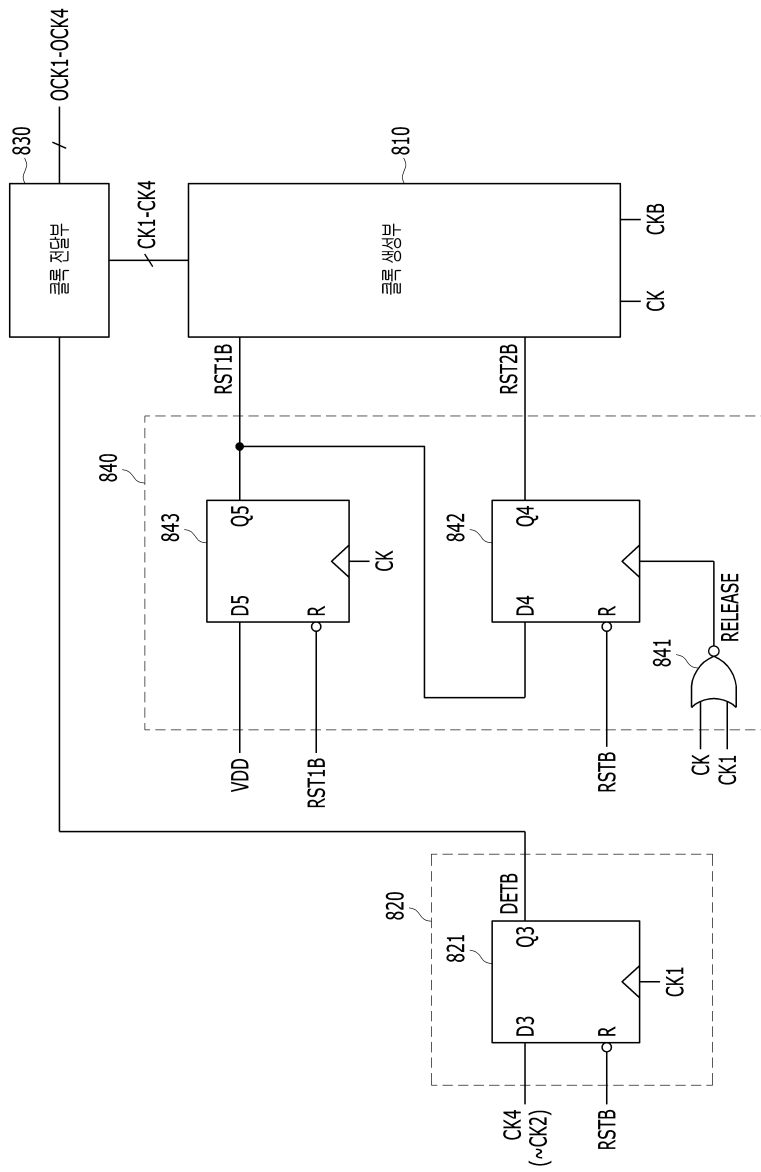 OCK1-OCK4
830
클록 전달부
CK1-CK4
810
클록 생성부
CKB
CK
RST1B
RST2B
840
843
Q5
D5
R
CK
842
Q4
D4
R
841
RELEASE
VDD
RST1B
RSTB
CK
CK1
820
DETB
821
Q3
D3
R
CK1
CK4
(~CK2)
RSTB